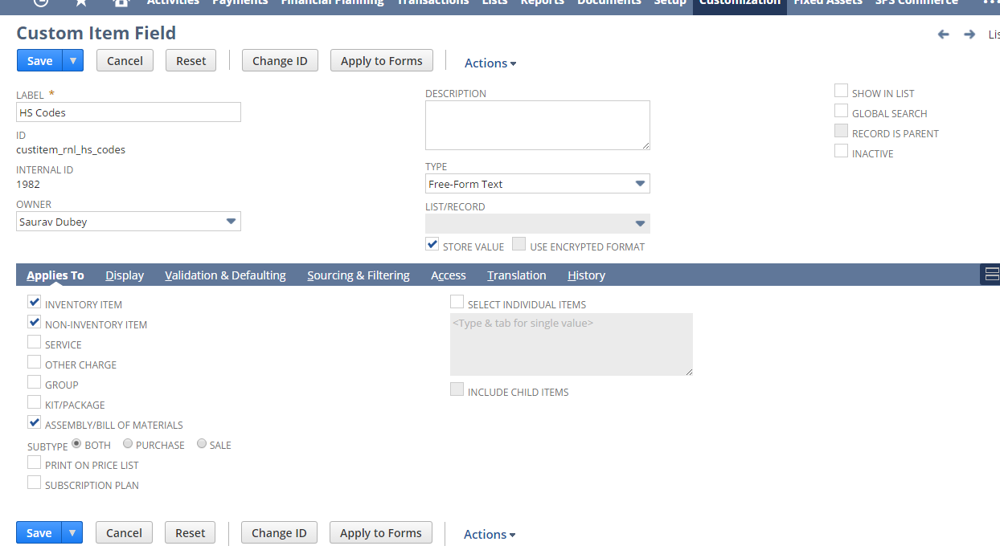 Activities Payments Financial Planning Transactions Lists Reports Documents Setup Customization Fixed Assets SPS Commerce
Custom Item Field
Lis
Save Cancel Reset Change ID Apply to Forms Actions
LABEL *
HS Codes
ID
custitem_rnl_hs_codes
INTERNAL ID
1982
OWNER
Saurav Dubey
DESCRIPTION
TYPE
Free-Form Text
LIST/RECORD
STORE VALUE USE ENCRYPTED FORMAT
SHOW IN LIST
GLOBAL SEARCH
RECORD IS PARENT
INACTIVE
Applies To Display Validation & Defaulting Sourcing & Filtering Access Translation History
INVENTORY ITEM
NON-INVENTORY ITEM
SERVICE
OTHER CHARGE
GROUP
KIT/PACKAGE
ASSEMBLY/BILL OF MATERIALS
SUBTYPE BOTH PURCHASE SALE
PRINT ON PRICE LIST
SUBSCRIPTION PLAN
SELECT INDIVIDUAL ITEMS
<Type & tab for single value>
INCLUDE CHILD ITEMS
Save Cancel Reset Change ID Apply to Forms Actions